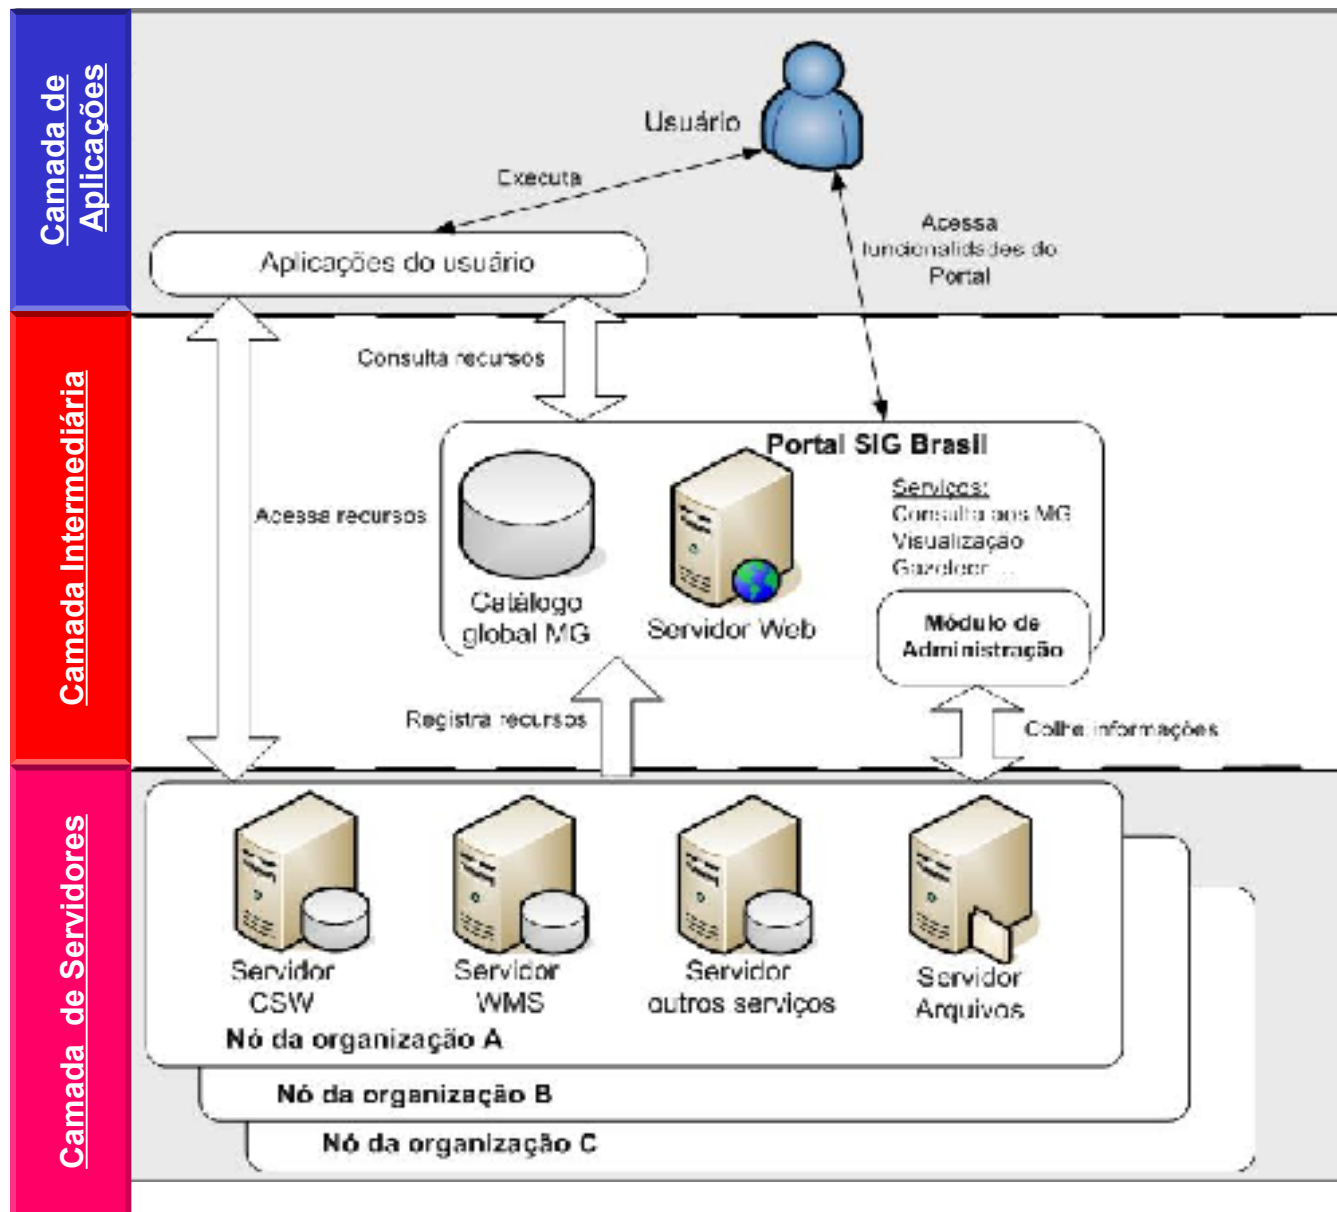 Camada de
Aplicações
Usuário
Executa
Acessa
funcionalidades do
Portal
Aplicações do usuário
Camada Intermediária
Consulta recursos
Acessa recursos
Portal SIG Brasil
Serviços:
Consulta aos MG
Visualização
Gazeteer ...
Catálogo
global MG
Servidor Web
Módulo de
Administração
Registra recursos
Colhe informações
Camada de Servidores
Servidor
CSW
Servidor
WMS
Servidor
outros serviços
Servidor
Arquivos
Nó da organização A
Nó da organização B
Nó da organização C